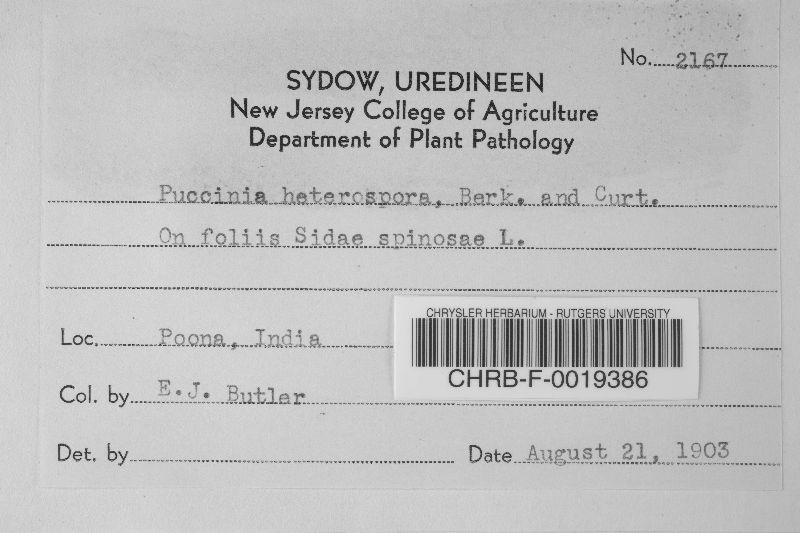 No. 2167
SYDOW, UREDINEEN
New Jersey College of Agriculture
Department of Plant Pathology
Puccinia heterospora, Berk. and Curt.
On foliis Sidae spinosae L.
CHRYSLER HERBARIUM - RUTGERS UNIVERSITY
Loc. Poona, India
CHRB-F-0019386
Col. by E.J. Butler
Det. by
Date August 21, 1903